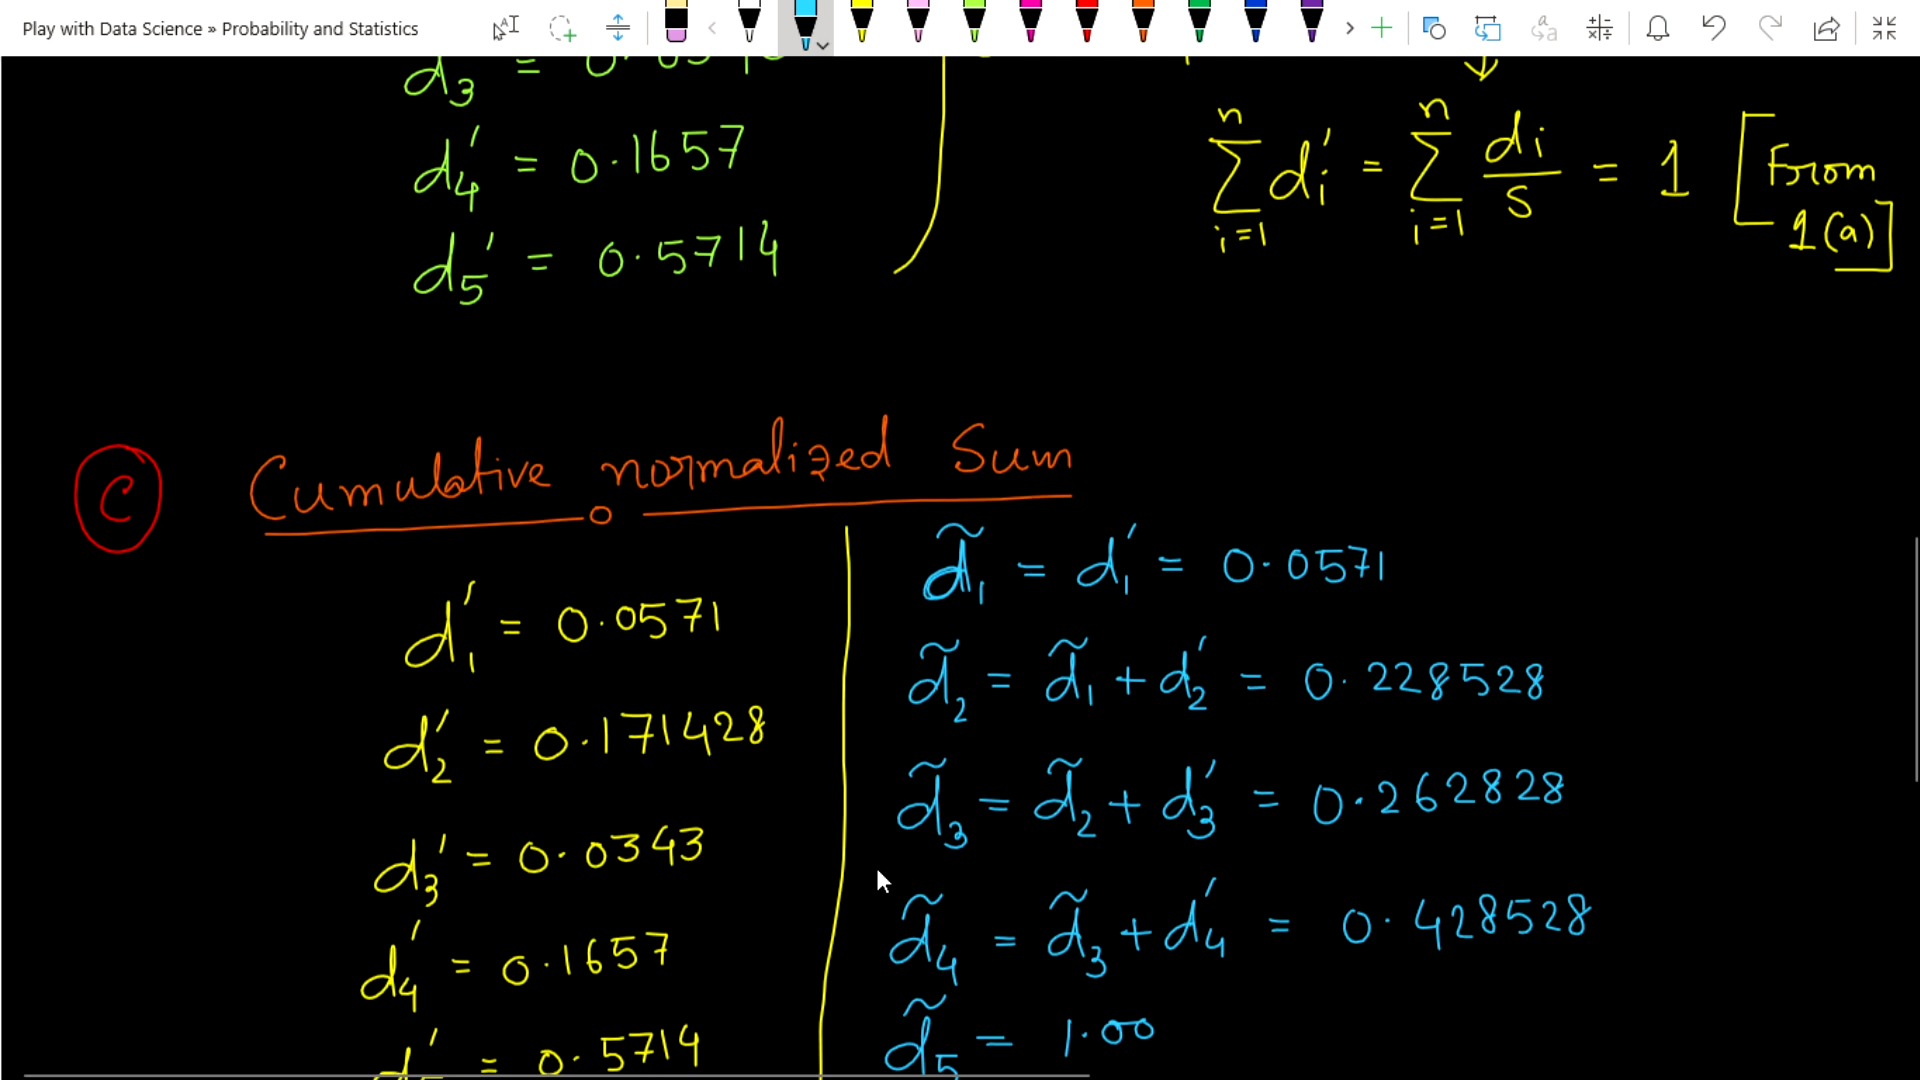 Play with Data Science » Probability and Statistics
d₄' = 0.1657
d₅' = 0.5714
n n
∑ dᵢ' = ∑ dᵢ/S = 1 [From
i=1 i=1 1(a)]
C Cumulative normalized Sum
d₁' = 0.0571
d₂' = 0.171428
d₃' = 0.0343
d₄' = 0.1657
d₅' = 0.5714
d̃₁ = d₁' = 0.0571
d̃₂ = d̃₁ + d₂' = 0.228528
d̃₃ = d̃₂ + d₃' = 0.262828
d̃₄ = d̃₃ + d₄' = 0.428528
d̃₅ = 1.00